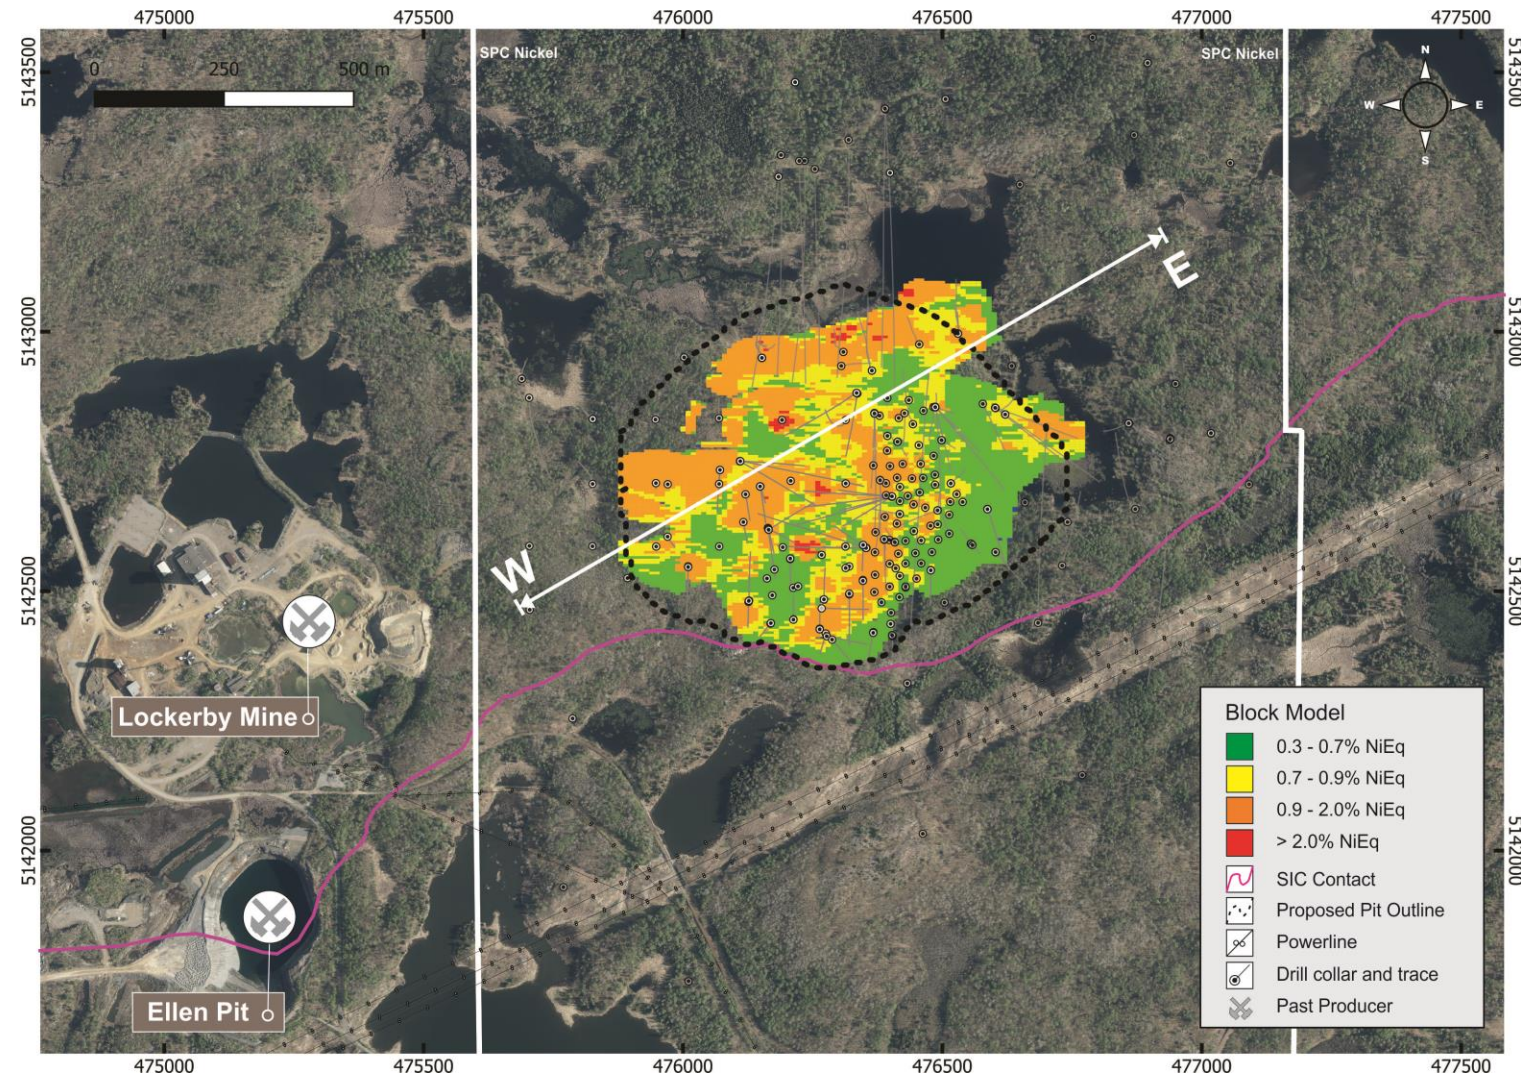 475000 475500 476000 476500 477000 477500
SPC Nickel
SPC Nickel
0 250 500 m
N
W E
S
5143500
5143500
5143000
5143000
5142500
5142500
5142000
5142000
E
W
Lockerby Mine
Ellen Pit
Block Model
0.3 - 0.7% NiEq
0.7 - 0.9% NiEq
0.9 - 2.0% NiEq
> 2.0% NiEq
SIC Contact
Proposed Pit Outline
Powerline
Drill collar and trace
Past Producer
475000 475500 476000 476500 477000 477500